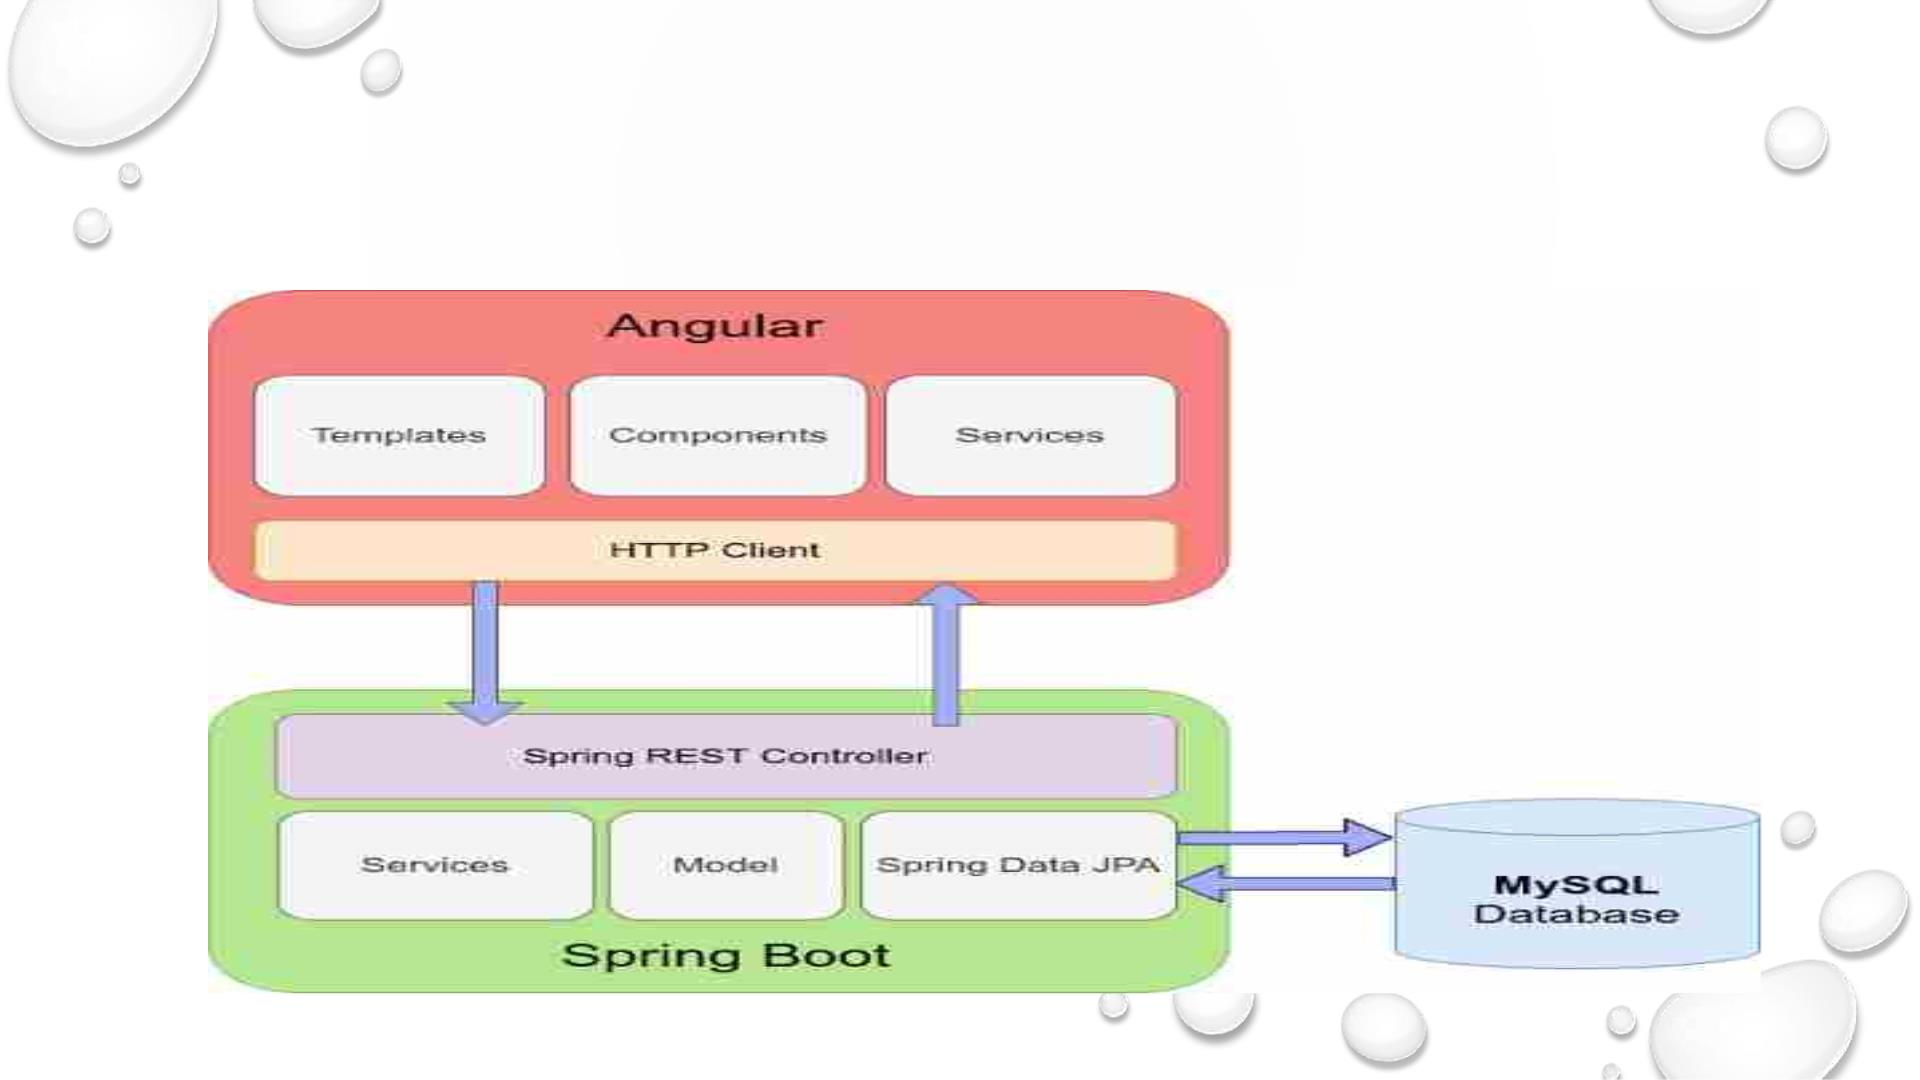 Angular
Templates
Components
Services
HTTP Client
Spring REST Controller
Services
Model
Spring Data JPA
Spring Boot
MySQL
Database